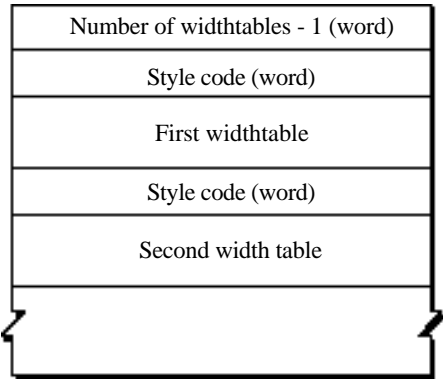 Number of widthtables - 1 (word)
Style code (word)
First widthtable
Style code (word)
Second width table